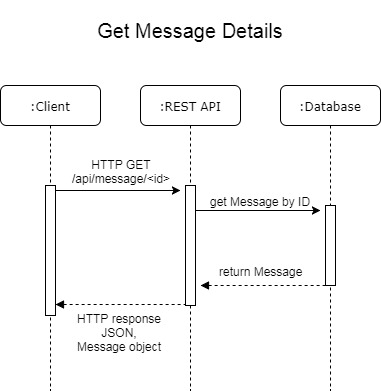 Get Message Details
:Client
:REST API
:Database
HTTP GET
/api/message/<id>
get Message by ID
return Message
HTTP response
JSON,
Message object